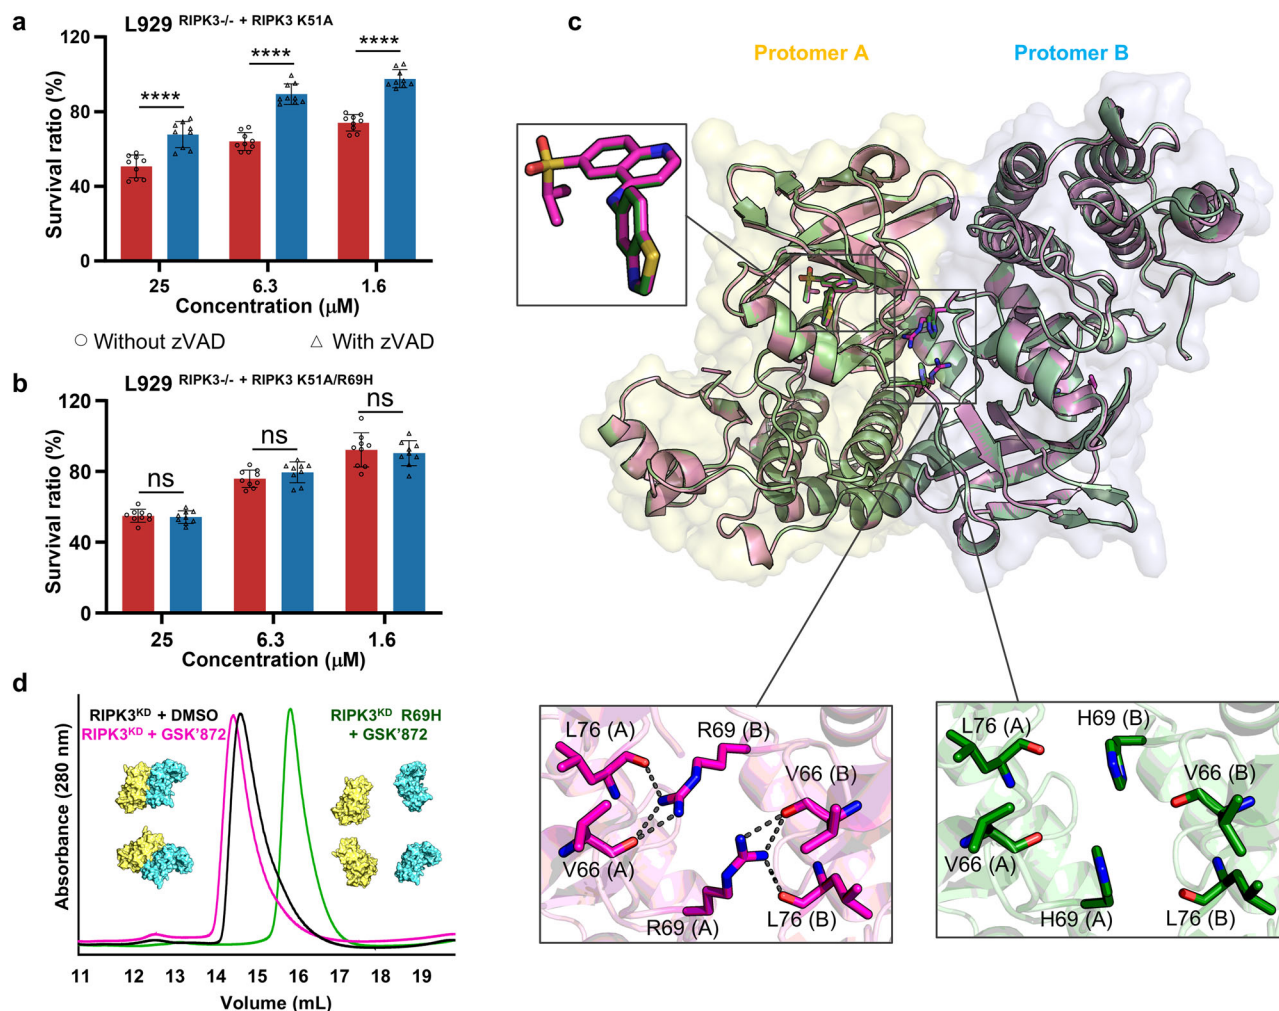 a
L929 RIPK3-/- + RIPK3 K51A
Survival ratio (%)
120
80
40
0
****
****
****
25
6.3
1.6
Concentration (μM)
○ Without zVAD
△ With zVAD
b
L929 RIPK3-/- + RIPK3 K51A/R69H
Survival ratio (%)
120
80
40
0
ns
ns
ns
25
6.3
1.6
Concentration (μM)
c
Protomer A
Protomer B
L76 (A)
R69 (B)
V66 (B)
V66 (A)
R69 (A)
L76 (B)
L76 (A)
H69 (B)
V66 (B)
V66 (A)
H69 (A)
L76 (B)
d
RIPK3KD + DMSO
RIPK3KD + GSK'872
RIPK3KD R69H
+ GSK'872
Absorbance (280 nm)
11 12 13 14 15 16 17 18 19
Volume (mL)